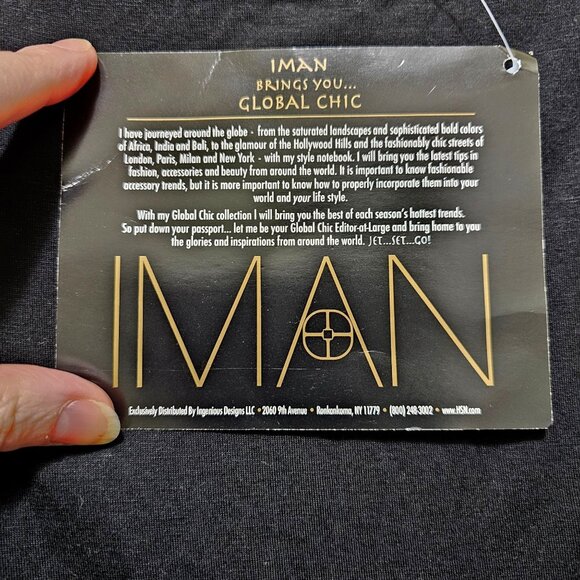 IMAN
BRINGS YOU...
GLOBAL CHIC
I have journeyed around the globe - from the saturated landscapes and sophisticated bold colors
of Africa, India and Bali, to the glamour of the Hollywood Hills and the fashionably chic streets of
London, Paris, Milan and New York - with my style notebook. I will bring you the latest tips in
fashion, accessories and beauty from around the world. It is important to know fashionable
accessory trends, but it is more important to know how to properly incorporate them into your
world and your life style.
With my Global Chic collection I will bring you the best of each season's hottest trends.
So put down your passport... let me be your Global Chic Editor-at-Large and bring home to you
the glories and inspirations from around the world. JET...SET...GO!
IMAN
Exclusively Distributed By Ingenious Designs LLC • 2060 9th Avenue • Ronkonkoma, NY 11779 • (800) 248-3002 • www.HSN.com